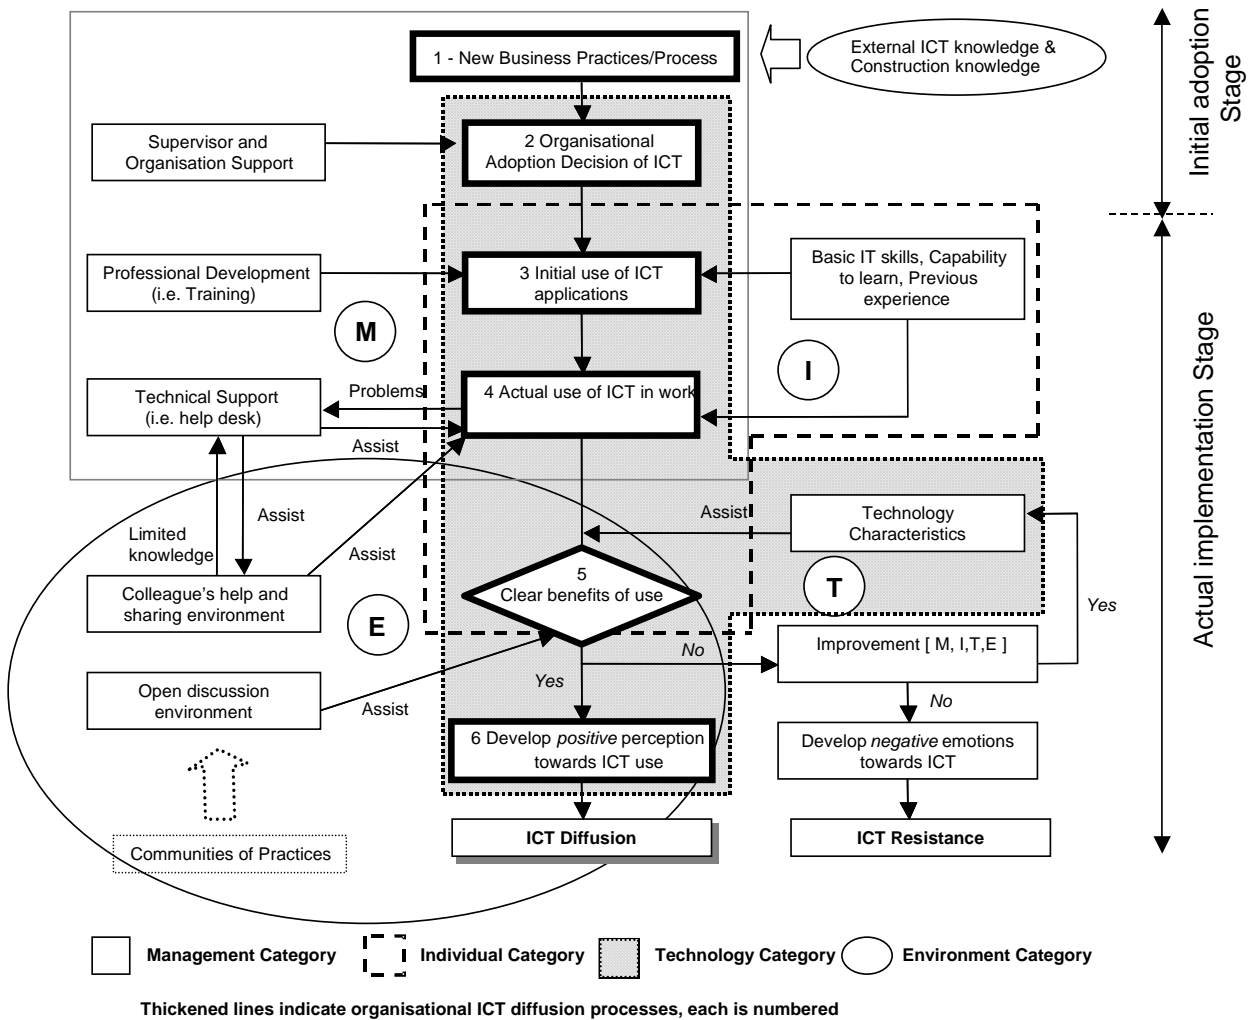 1 - New Business Practices/Process
External ICT knowledge &
Construction knowledge
Initial adoption
Stage
Supervisor and
Organisation Support
2 Organisational
Adoption Decision of ICT
Professional Development
(i.e. Training)
3 Initial use of ICT
applications
Basic IT skills, Capability
to learn, Previous
experience
M
I
Technical Support
(i.e. help desk)
Problems
4 Actual use of ICT in work
Assist
Actual implementation Stage
Limited
knowledge
Assist
Assist
Assist
Technology
Characteristics
5
Clear benefits of use
T
Yes
Colleague's help and
sharing environment
E
No
Improvement [ M, I,T,E ]
Open discussion
environment
Assist
Yes
No
6 Develop positive perception
towards ICT use
Develop negative emotions
towards ICT
Communities of Practices
ICT Diffusion
ICT Resistance
Management Category
Individual Category
Technology Category
Environment Category
Thickened lines indicate organisational ICT diffusion processes, each is numbered